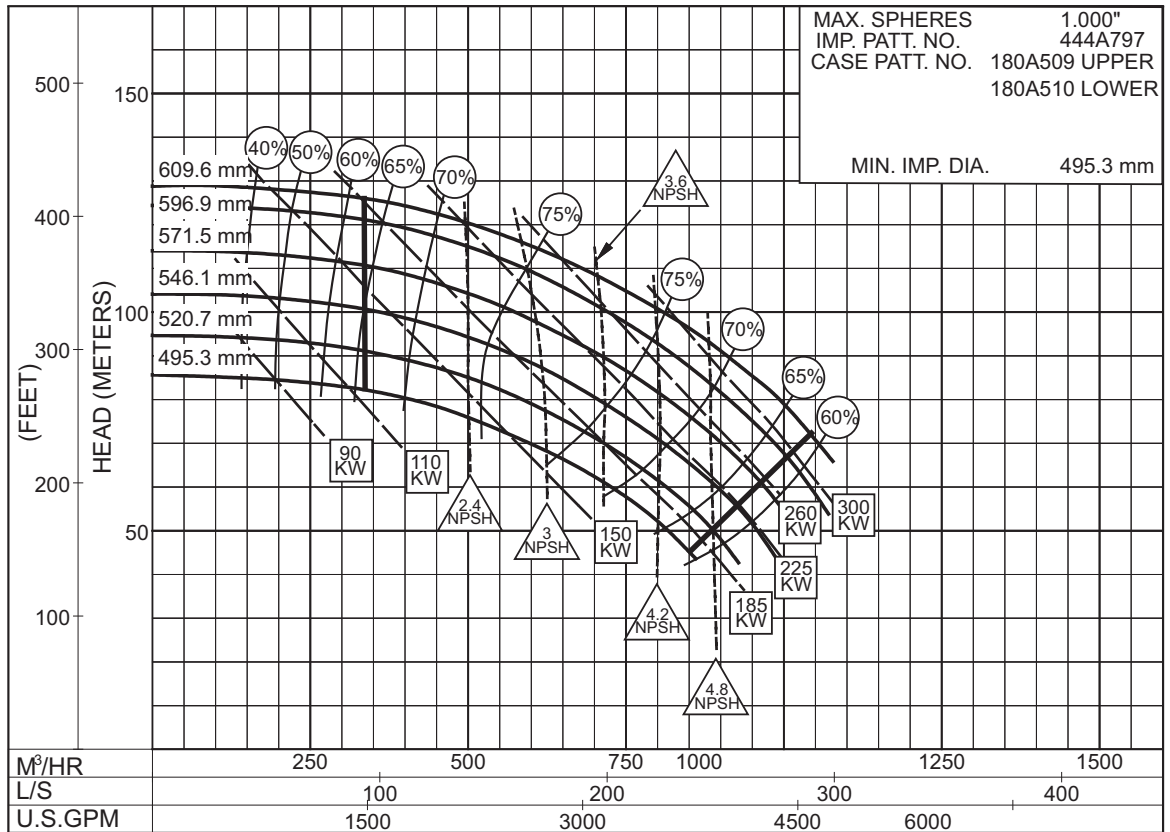 MAX. SPHERES 1.000"
IMP. PATT. NO. 444A797
CASE PATT. NO. 180A509 UPPER
180A510 LOWER
MIN. IMP. DIA. 495.3 mm
(FEET)
500
400
300
200
100
HEAD (METERS)
150
100
50
609.6 mm
596.9 mm
571.5 mm
546.1 mm
520.7 mm
495.3 mm
40%
50%
60%
65%
70%
75%
75%
70%
65%
60%
3.6
NPSH
2.4
NPSH
3
NPSH
4.2
NPSH
4.8
NPSH
90
KW
110
KW
150
KW
185
KW
225
KW
260
KW
300
KW
M³/HR 250 500 750 1000 1250 1500
L/S 100 200 300 400
U.S.GPM 1500 3000 4500 6000